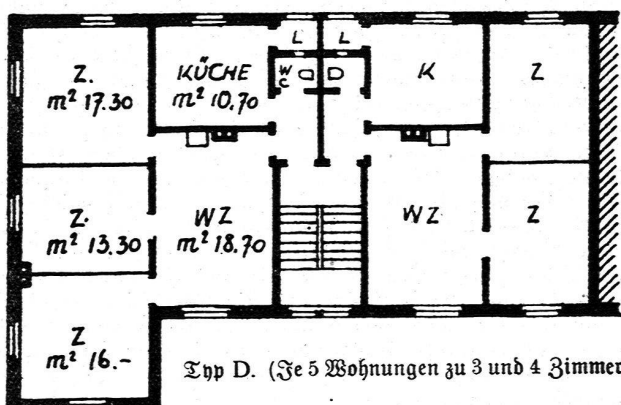 L L
Z. KÜCHE W K Z
m² 17.30 m² 10.70 C
Z. WZ WZ Z
m² 13.30 m² 18.70
Z
m² 16.-
Typ D. (Je 5 Wohnungen zu 3 und 4 Zimmer